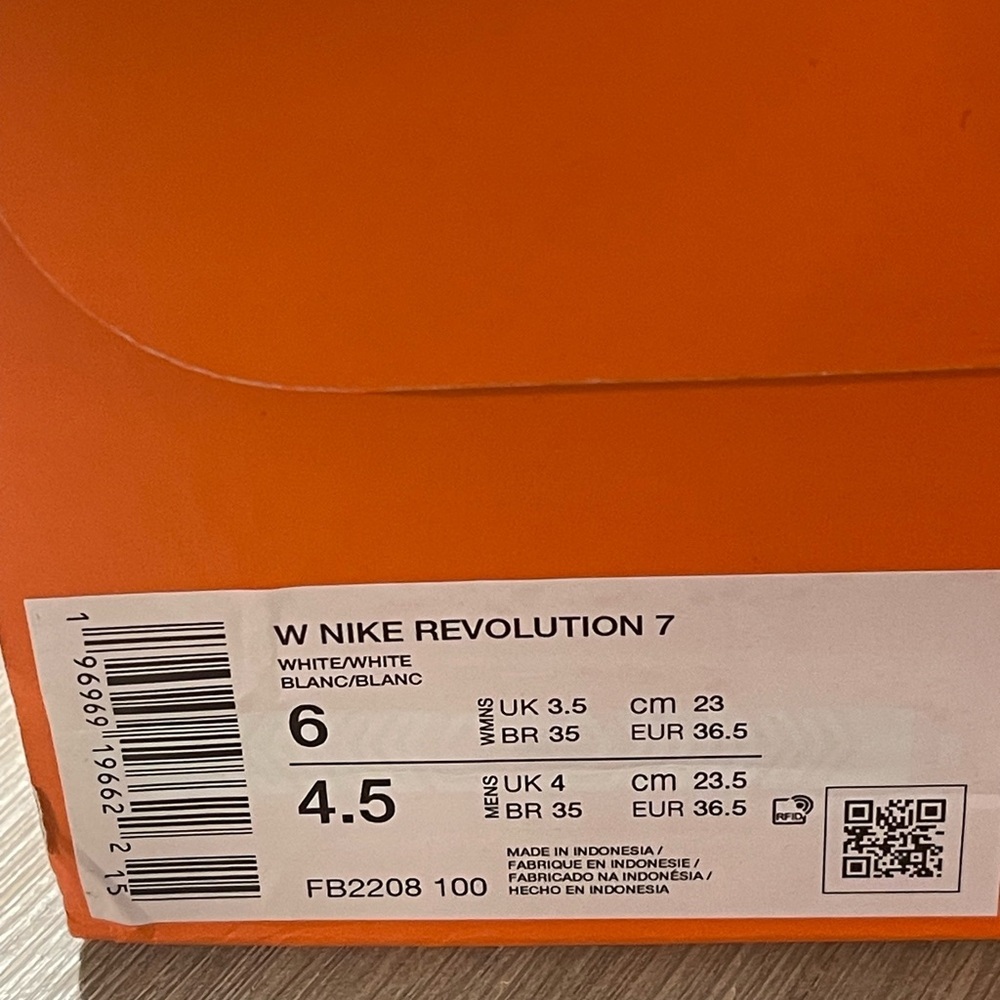 W NIKE REVOLUTION 7
WHITE/WHITE
BLANC/BLANC
6
WMNS
UK 3.5 cm 23
BR 35 EUR 36.5
4.5
MENS
UK 4 cm 23.5
BR 35 EUR 36.5
RFID
FB2208 100
MADE IN INDONESIA /
FABRIQUE EN INDONESIE /
FABRICADO NA INDONÉSIA /
HECHO EN INDONESIA
1 96969 19662 2 15